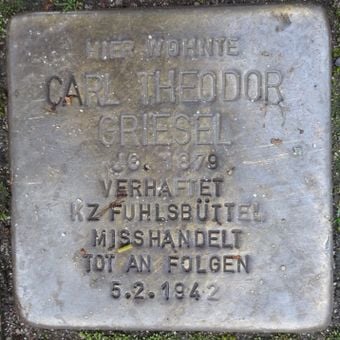 HIER WOHNTE
CARL THEODOR
GRIESEL
JG. 1879
VERHAFTET
KZ FUHLSBÜTTEL
MISSHANDELT
TOT AN FOLGEN
5.2.1942